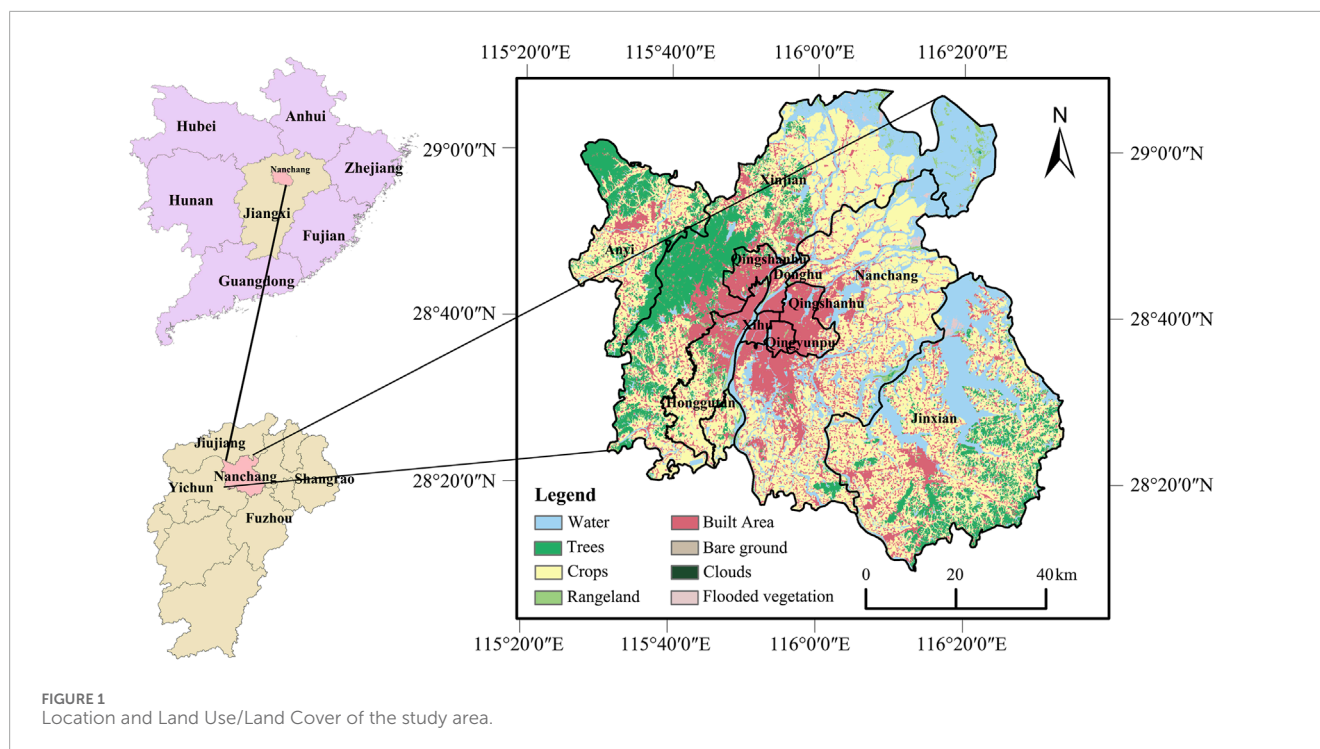 Hubei
Anhui
Zhejiang
Nanchang
Hunan
Jiangxi
Fujian
Guangdong
Jiujiang
Nanchang
Shangrao
Yichun
Fuzhou
115°20′0″E 115°40′0″E 116°0′0″E 116°20′0″E
29°0′0″N
28°40′0″N
28°20′0″N
N
Xinjian
Anyi
Qingshanhu
Donghu
Nanchang
Qingshanhu
Xihu
Qingyunpu
Honggutan
Jinxian
Legend
Water
Trees
Crops
Rangeland
Built Area
Bare ground
Clouds
Flooded vegetation
0 20 40 km
29°0′0″N
28°40′0″N
28°20′0″N
115°20′0″E 115°40′0″E 116°0′0″E 116°20′0″E
FIGURE 1
Location and Land Use/Land Cover of the study area.